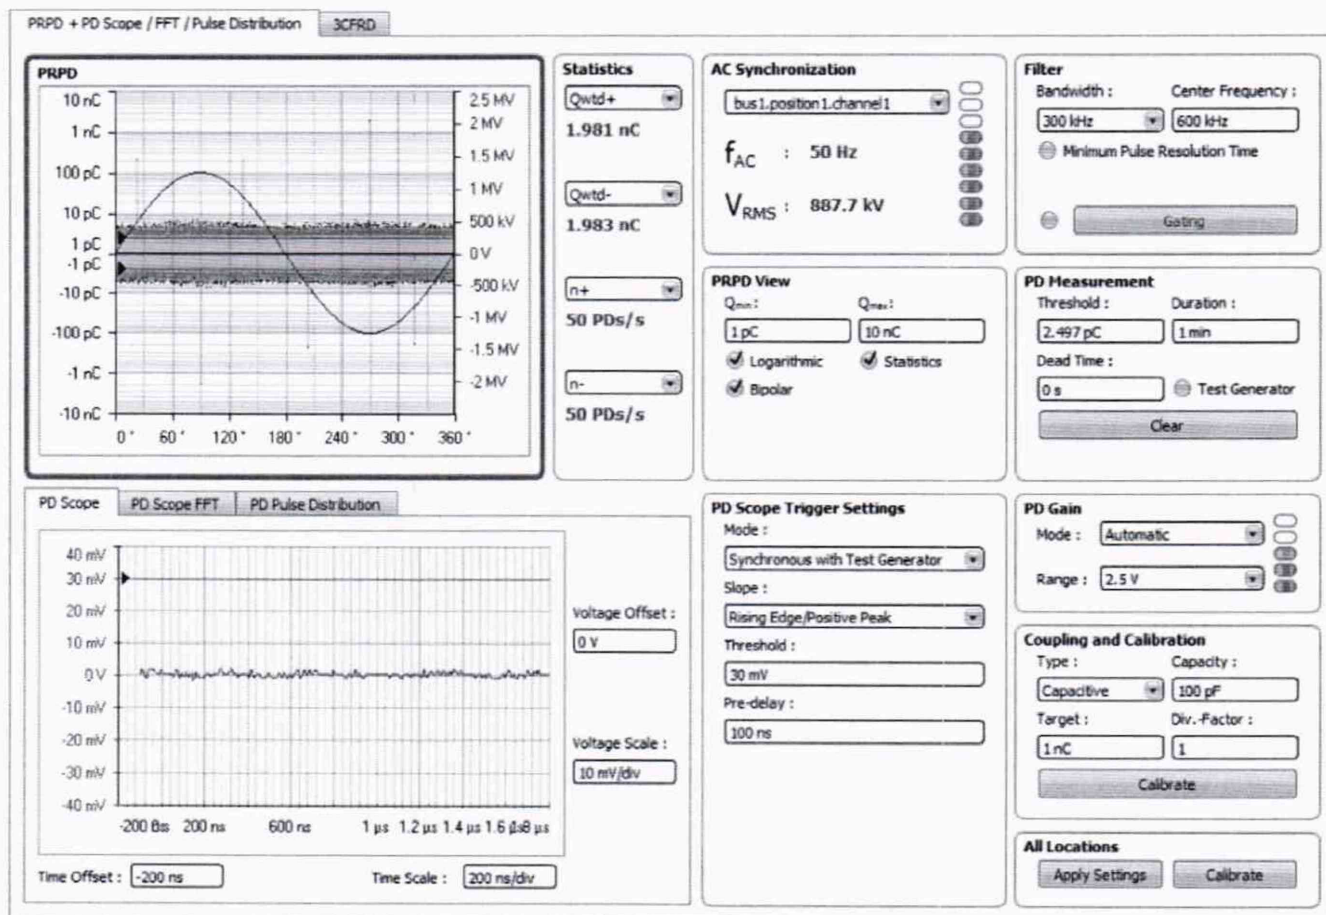 PRPD + PD Scope / FFT / Pulse Distribution
3CFRD
PRPD
10 nC
1 nC
100 pC
10 pC
1 pC
-1 pC
-10 pC
-100 pC
-1 nC
-10 nC
2.5 MV
2 MV
1.5 MV
1 MV
500 kV
0 V
-500 kV
-1 MV
-1.5 MV
-2 MV
0 ° 60 ° 120 ° 180 ° 240 ° 300 ° 360 °
Statistics
Qwtd+
1.981 nC
Qwtd-
1.983 nC
n+
50 PDs/s
n-
50 PDs/s
AC Synchronization
bus1.position1.channel1
fAC : 50 Hz
VRMS : 887.7 kV
Filter
Bandwidth : Center Frequency :
300 kHz 600 kHz
Minimum Pulse Resolution Time
Gating
PRPD View
Qmin: Qmax:
1 pC 10 nC
Logarithmic Statistics
Bipolar
PD Measurement
Threshold : Duration :
2.497 pC 1 min
Dead Time :
0 s Test Generator
Clear
PD Scope PD Scope FFT PD Pulse Distribution
40 mV
30 mV
20 mV
10 mV
0 V
-10 mV
-20 mV
-30 mV
-40 mV
-200 200 ns 600 ns 1 µs 1.2 µs 1.4 µs 1.6 µs
Voltage Offset :
0 V
Voltage Scale :
10 mV/div
Time Offset : -200 ns
Time Scale : 200 ns/div
PD Scope Trigger Settings
Mode :
Synchronous with Test Generator
Slope :
Rising Edge/Positive Peak
Threshold :
30 mV
Pre-delay :
100 ns
PD Gain
Mode : Automatic
Range : 2.5 V
Coupling and Calibration
Type : Capacity :
Capacitive 100 pF
Target : Div.-Factor :
1 nC 1
Calibrate
All Locations
Apply Settings Calibrate